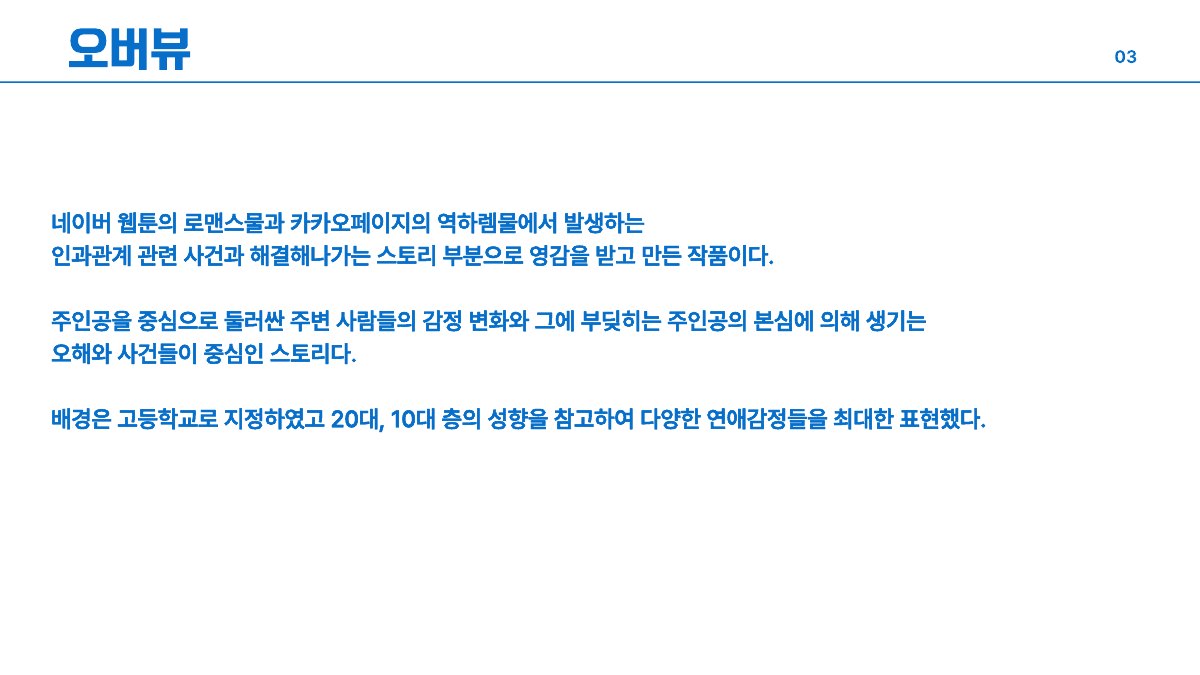 오버뷰
03
네이버 웹툰의 로맨스물과 카카오페이지의 역하렘물에서 발생하는
인과관계 관련 사건과 해결해나가는 스토리 부분으로 영감을 받고 만든 작품이다.
주인공을 중심으로 둘러싼 주변 사람들의 감정 변화와 그에 부딪히는 주인공의 본심에 의해 생기는
오해와 사건들이 중심인 스토리다.
배경은 고등학교로 지정하였고 20대, 10대 층의 성향을 참고하여 다양한 연애감정들을 최대한 표현했다.